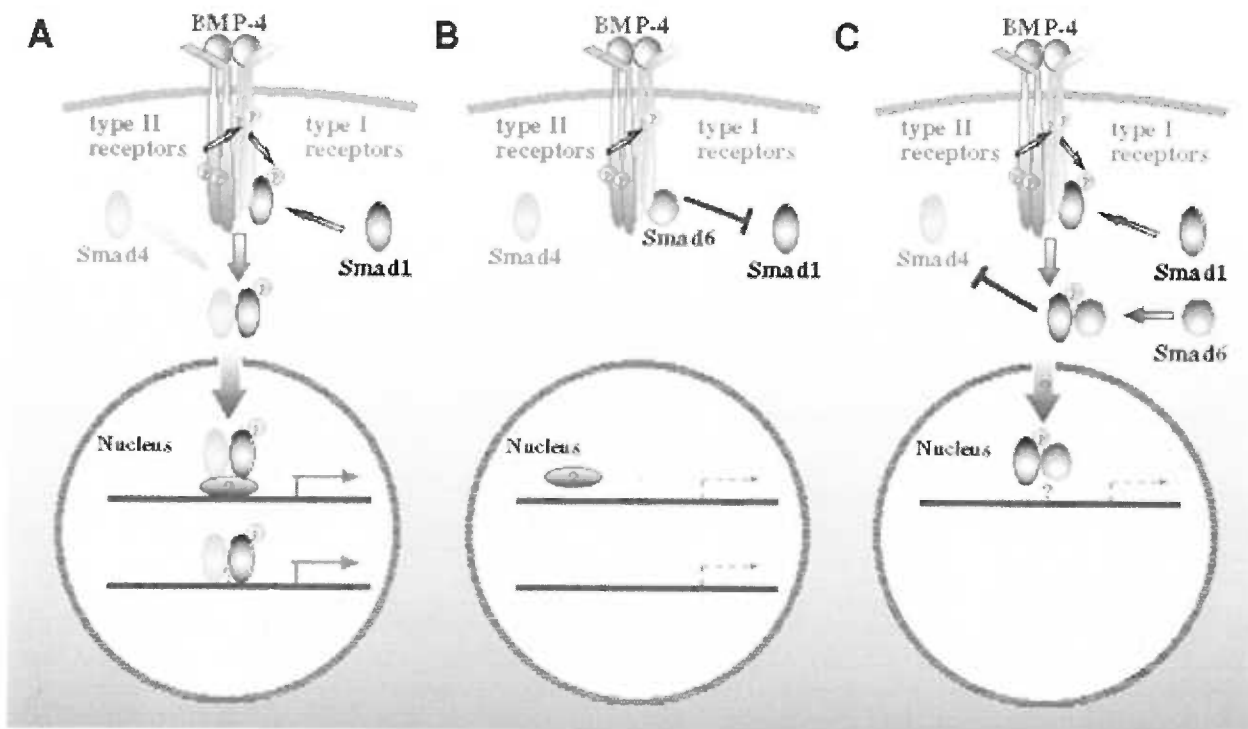 A
BMP-4
type II
receptors
type I
receptors
P
P
P
P
Smad4
Smad1
P
Nucleus
P
?
P
?
B
BMP-4
type II
receptors
type I
receptors
P
P
P
Smad4
Smad6
Smad1
Nucleus
?
C
BMP-4
type II
receptors
type I
receptors
P
P
P
P
Smad4
Smad1
P
Smad6
?
Nucleus
P
?